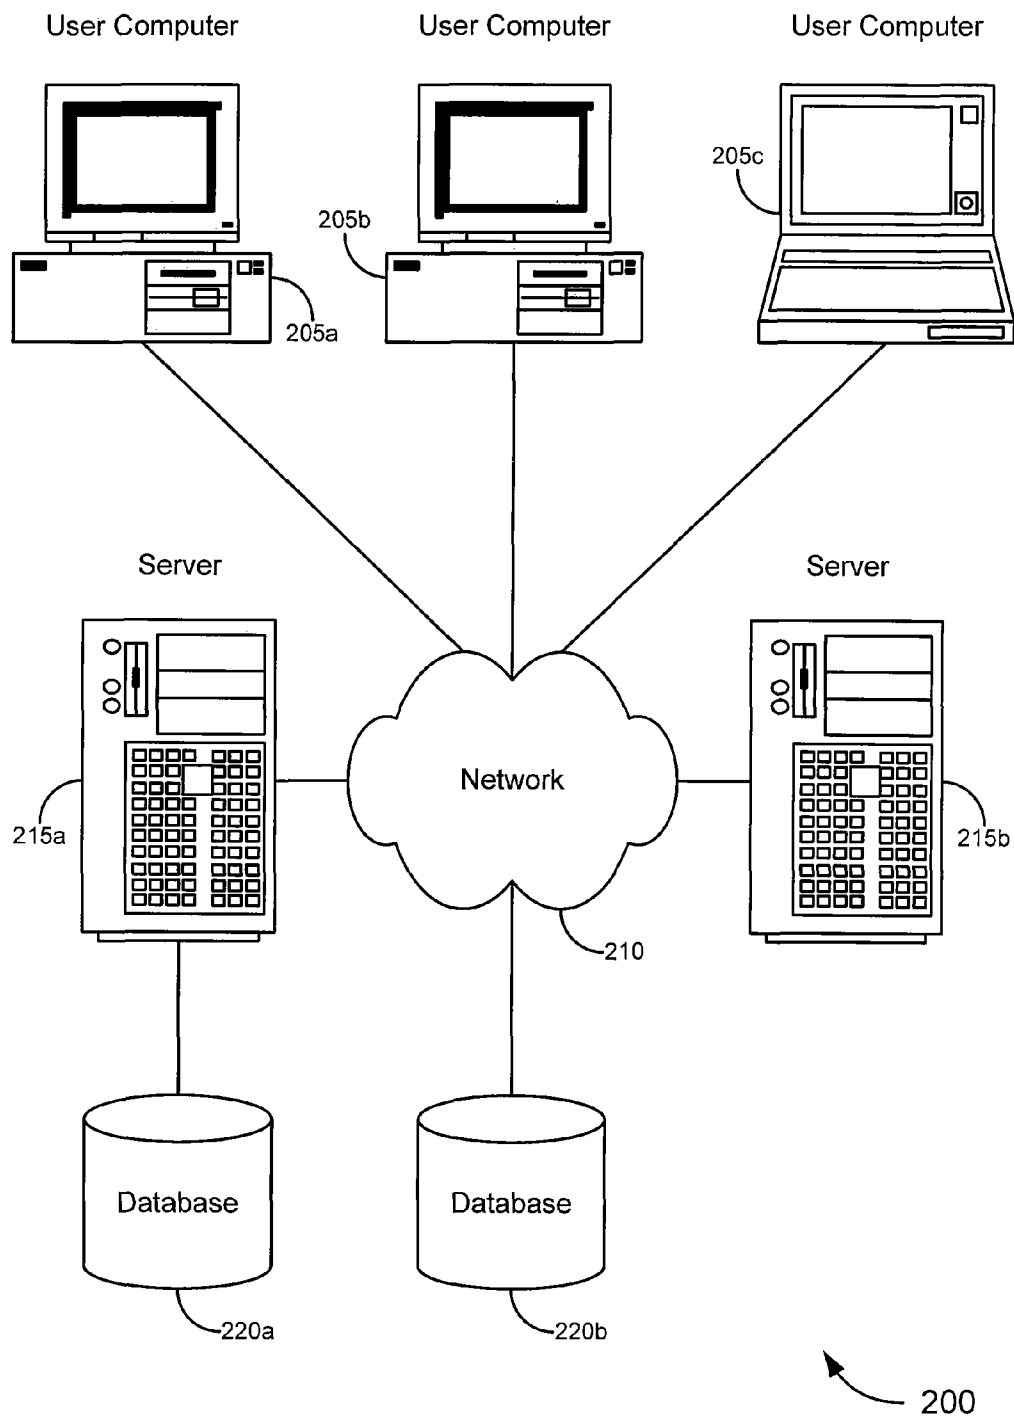 User Computer
User Computer
User Computer
205c
205b
205a
Server
Server
Network
215a
215b
210
Database
Database
220a
220b
200